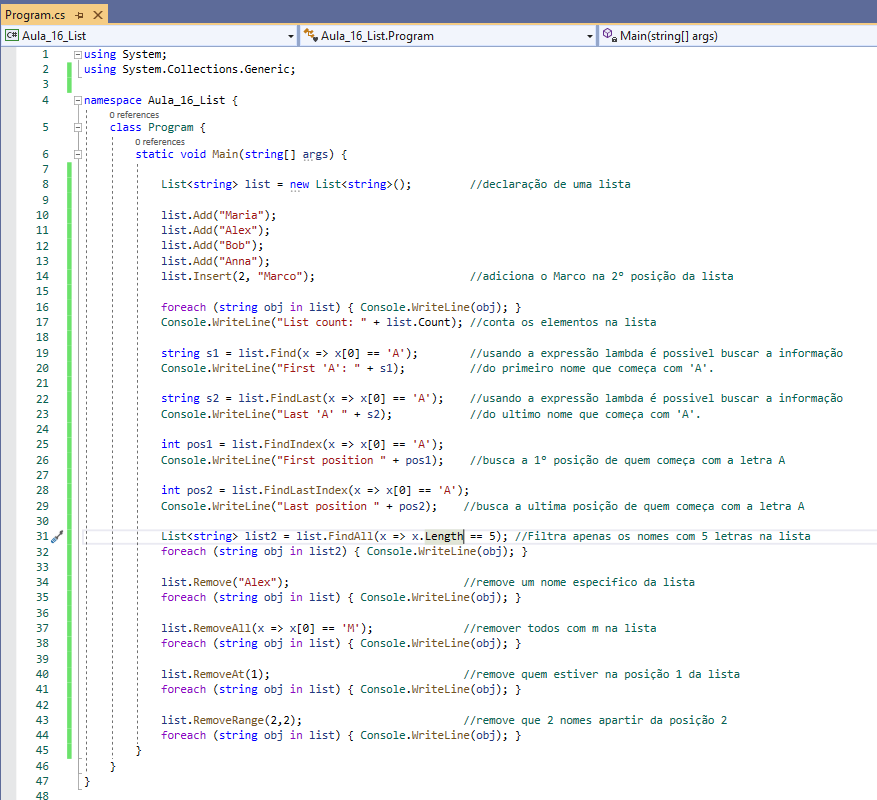 Program.cs
C# Aula_16_List
Aula_16_List.Program
Main(string[] args)
1 using System;
2 using System.Collections.Generic;
3
4 namespace Aula_16_List {
0 references
5 class Program {
0 references
6 static void Main(string[] args) {
7
8 List<string> list = new List<string>(); //declaração de uma lista
9
10 list.Add("Maria");
11 list.Add("Alex");
12 list.Add("Bob");
13 list.Add("Anna");
14 list.Insert(2, "Marco"); //adiciona o Marco na 2º posição da lista
15
16 foreach (string obj in list) { Console.WriteLine(obj); }
17 Console.WriteLine("List count: " + list.Count); //conta os elementos na lista
18
19 string s1 = list.Find(x => x[0] == 'A'); //usando a expressão lambda é possivel buscar a informação
20 Console.WriteLine("First 'A': " + s1); //do primeiro nome que começa com 'A'.
21
22 string s2 = list.FindLast(x => x[0] == 'A'); //usando a expressão lambda é possivel buscar a informação
23 Console.WriteLine("Last 'A' " + s2); //do ultimo nome que começa com 'A'.
24
25 int pos1 = list.FindIndex(x => x[0] == 'A');
26 Console.WriteLine("First position " + pos1); //busca a 1º posição de quem começa com a letra A
27
28 int pos2 = list.FindLastIndex(x => x[0] == 'A');
29 Console.WriteLine("Last position " + pos2); //busca a ultima posição de quem começa com a letra A
30
31 List<string> list2 = list.FindAll(x => x.Length == 5); //Filtra apenas os nomes com 5 letras na lista
32 foreach (string obj in list2) { Console.WriteLine(obj); }
33
34 list.Remove("Alex"); //remove um nome especifico da lista
35 foreach (string obj in list) { Console.WriteLine(obj); }
36
37 list.RemoveAll(x => x[0] == 'M'); //remover todos com m na lista
38 foreach (string obj in list) { Console.WriteLine(obj); }
39
40 list.RemoveAt(1); //remove quem estiver na posição 1 da lista
41 foreach (string obj in list) { Console.WriteLine(obj); }
42
43 list.RemoveRange(2,2); //remove que 2 nomes apartir da posição 2
44 foreach (string obj in list) { Console.WriteLine(obj); }
45 }
46 }
47 }
48